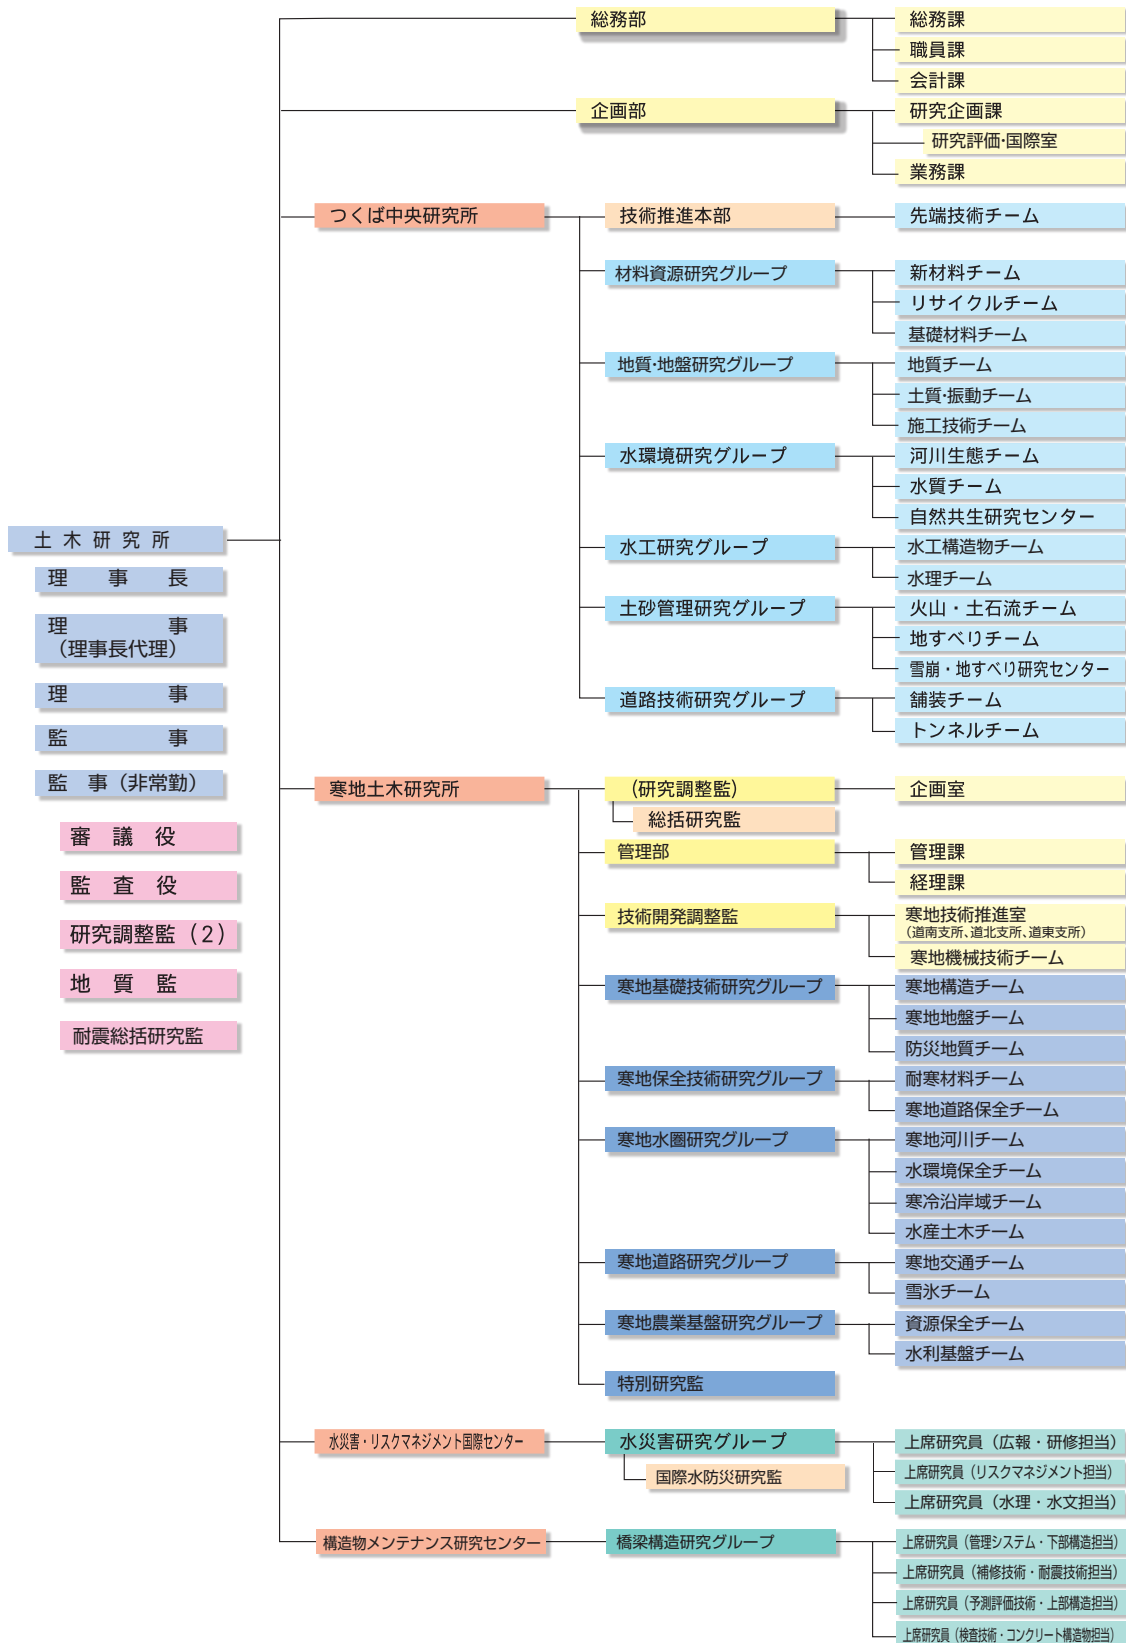 土木研究所
理事長
理事
（理事長代理）
理事
監事
監事（非常勤）
審議役
監査役
研究調整監（２）
地質監
耐震総括研究監
総務部
総務課
職員課
会計課
企画部
研究企画課
研究評価・国際室
業務課
つくば中央研究所
技術推進本部
先端技術チーム
材料資源研究グループ
新材料チーム
リサイクルチーム
基礎材料チーム
地質・地盤研究グループ
地質チーム
土質・振動チーム
施工技術チーム
水環境研究グループ
河川生態チーム
水質チーム
自然共生研究センター
水工研究グループ
水工構造物チーム
水理チーム
土砂管理研究グループ
火山・土石流チーム
地すべりチーム
雪崩・地すべり研究センター
道路技術研究グループ
舗装チーム
トンネルチーム
寒地土木研究所
（研究調整監）
企画室
総括研究監
管理部
管理課
経理課
技術開発調整監
寒地技術推進室
（道南支所、道北支所、道東支所）
寒地機械技術チーム
寒地基礎技術研究グループ
寒地構造チーム
寒地地盤チーム
防災地質チーム
寒地保全技術研究グループ
耐寒材料チーム
寒地道路保全チーム
寒地水圏研究グループ
寒地河川チーム
水環境保全チーム
寒冷沿岸域チーム
水産土木チーム
寒地道路研究グループ
寒地交通チーム
雪氷チーム
寒地農業基盤研究グループ
資源保全チーム
水利基盤チーム
特別研究監
水災害・リスクマネジメント国際センター
水災害研究グループ
上席研究員（広報・研修担当）
国際水防災研究監
上席研究員（リスクマネジメント担当）
上席研究員（水理・水文担当）
構造物メンテナンス研究センター
橋梁構造研究グループ
上席研究員（管理システム・下部構造担当）
上席研究員（補修技術・耐震技術担当）
上席研究員（予測評価技術・上部構造担当）
上席研究員（検査技術・コンクリート構造物担当）